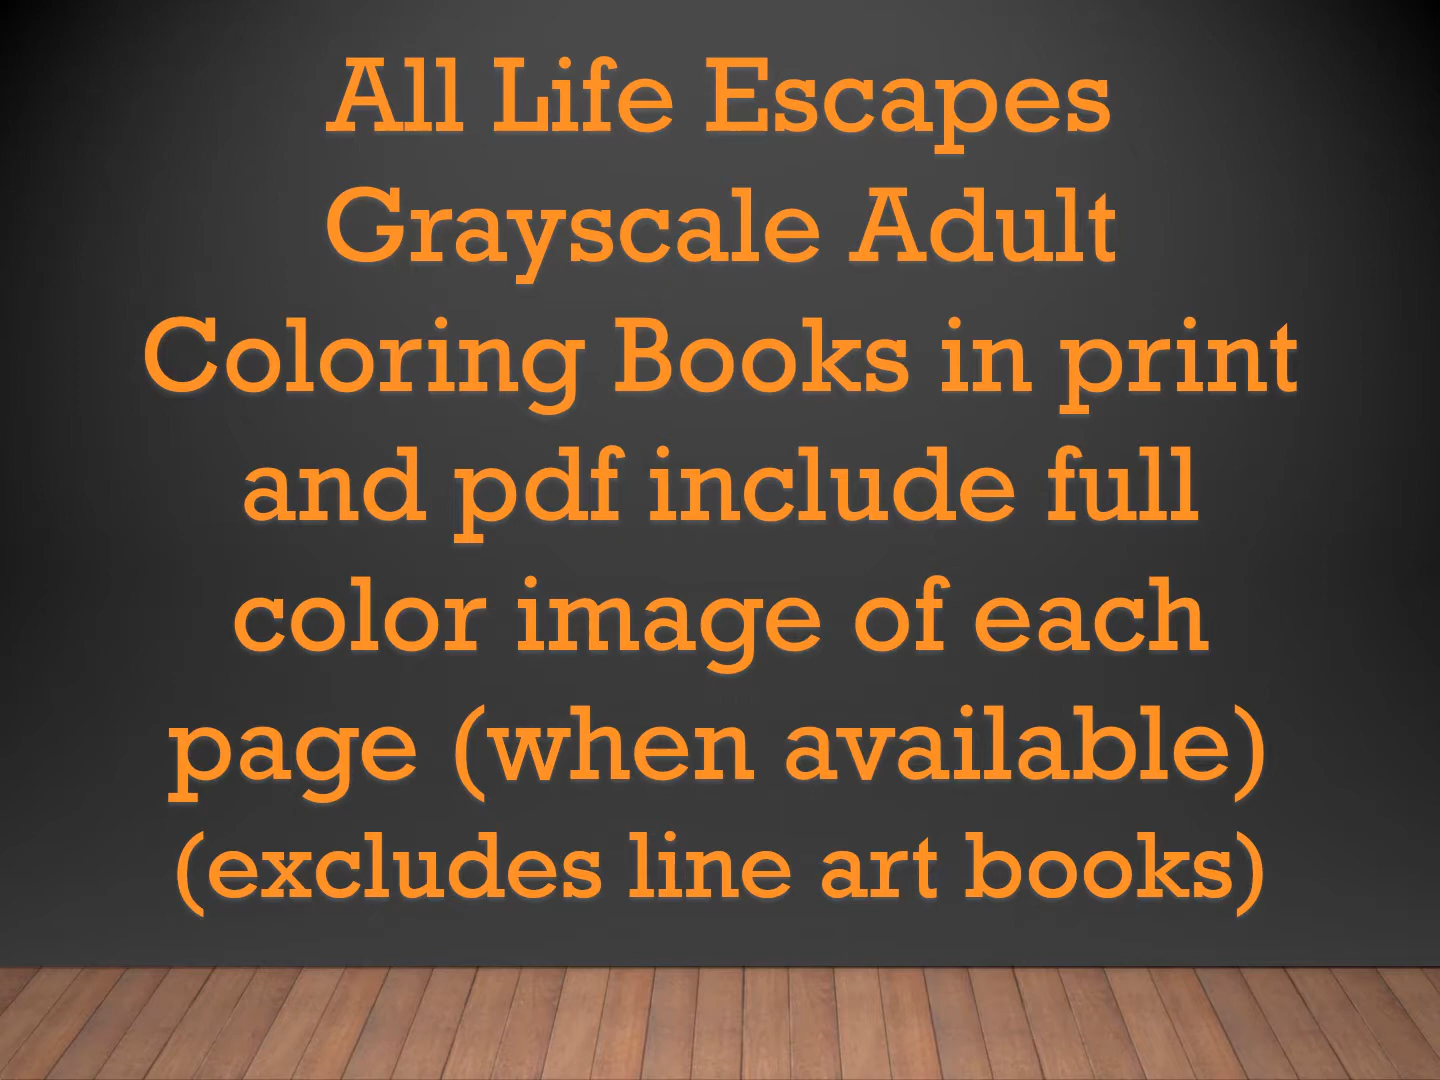 All Life Escapes
Grayscale Adult
Coloring Books in print
and pdf include full
color image of each
page (when available)
(excludes line art books)